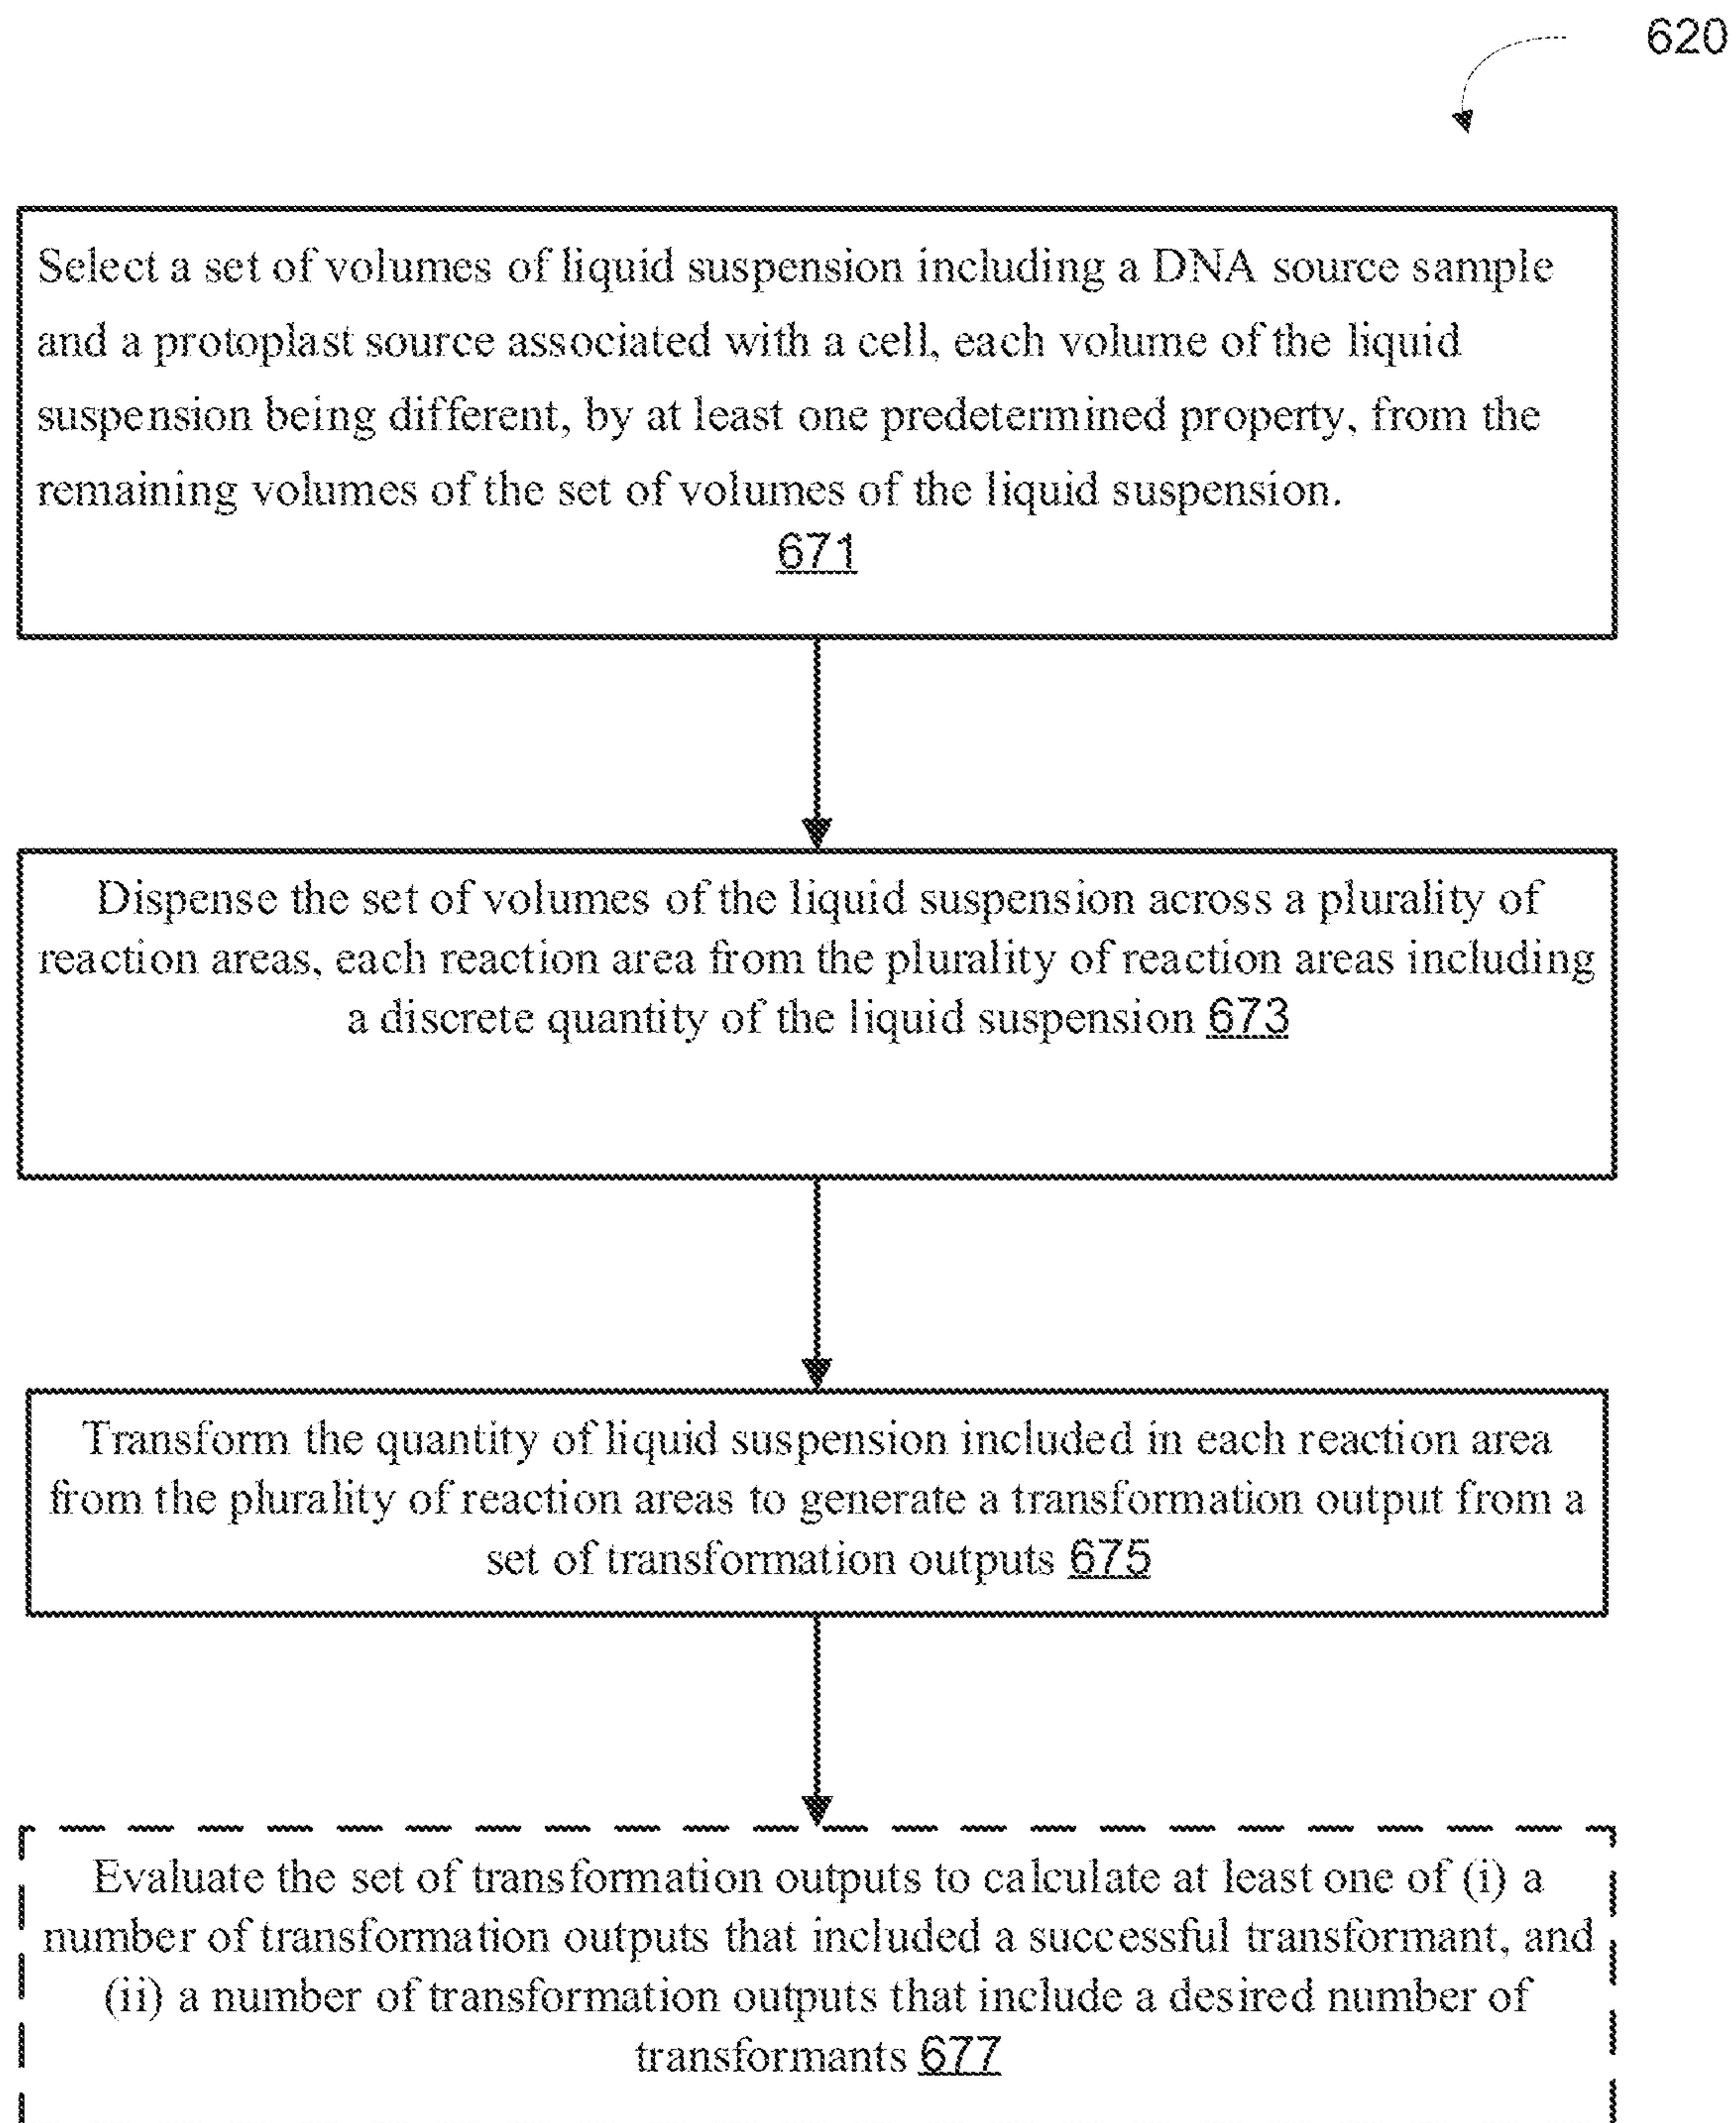 620
Select a set of volumes of liquid suspension including a DNA source sample
and a protoplast source associated with a cell, each volume of the liquid
suspension being different, by at least one predetermined property, from the
remaining volumes of the set of volumes of the liquid suspension.
671
Dispense the set of volumes of the liquid suspension across a plurality of
reaction areas, each reaction area from the plurality of reaction areas including
a discrete quantity of the liquid suspension 673
Transform the quantity of liquid suspension included in each reaction area
from the plurality of reaction areas to generate a transformation output from a
set of transformation outputs 675
Evaluate the set of transformation outputs to calculate at least one of (i) a
number of transformation outputs that included a successful transformant, and
(ii) a number of transformation outputs that include a desired number of
transformants 677